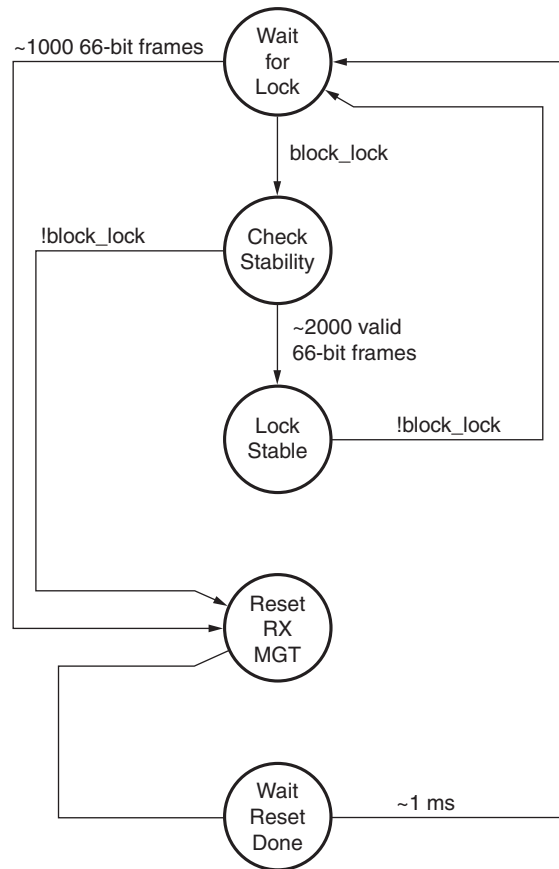 ~1000 66-bit frames
Wait
for
Lock
block_lock
!block_lock
Check
Stability
~2000 valid
66-bit frames
Lock
Stable
!block_lock
Reset
RX
MGT
Wait
Reset
Done
~1 ms